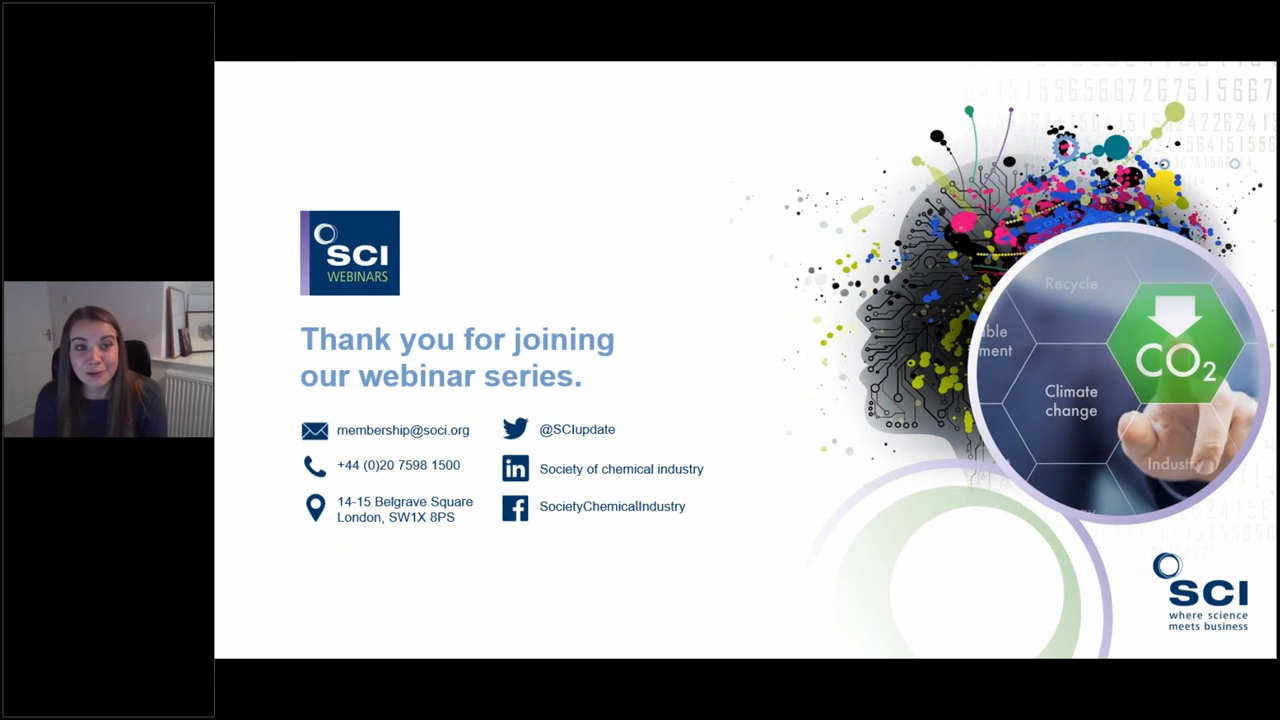 SCI
WEBINARS
Thank you for joining
our webinar series.
membership@soci.org
+44 (0)20 7598 1500
14-15 Belgrave Square
London, SW1X 8PS
@SCIupdate
Society of chemical industry
SocietyChemicalIndustry
Recycle
CO2
Climate
change
Industry
SCI
where science
meets business